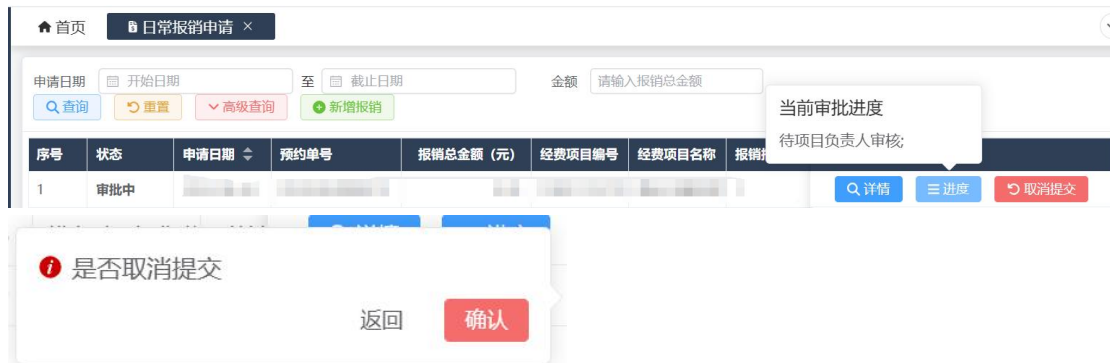 首页 日常报销申请 ×
申请日期 开始日期 至 截止日期 金额 请输入报销总金额
查询 重置 高级查询 新增报销
当前审批进度
待项目负责人审核;
序号 状态 申请日期 预约单号 报销总金额（元） 经费项目编号 经费项目名称 报销
1 审批中 详情 进度 取消提交
是否取消提交
返回 确认